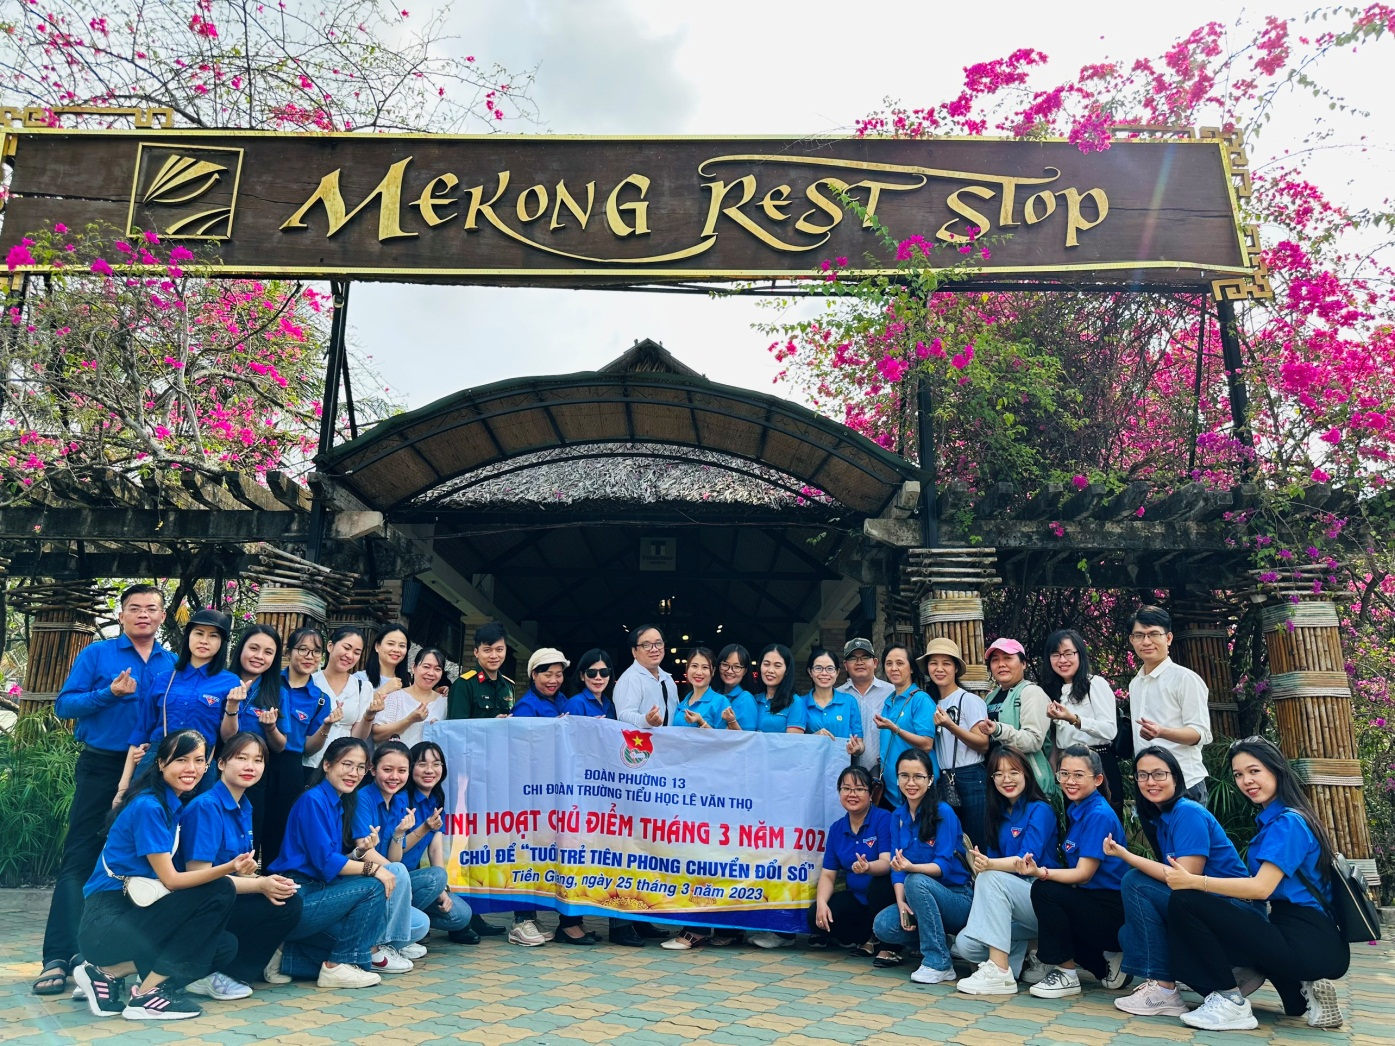 MEKONG REST STOP
ĐOÀN PHƯỜNG 13
CHI ĐOÀN TRƯỜNG TIỂU HỌC LÊ VĂN THỌ
INH HOẠT CHỦ ĐIỂM THÁNG 3 NĂM 202
CHỦ ĐỀ "TUỔI TRẺ TIÊN PHONG CHUYỂN ĐỔI SỐ"
Tiền Giang, ngày 25 tháng 3 năm 2023